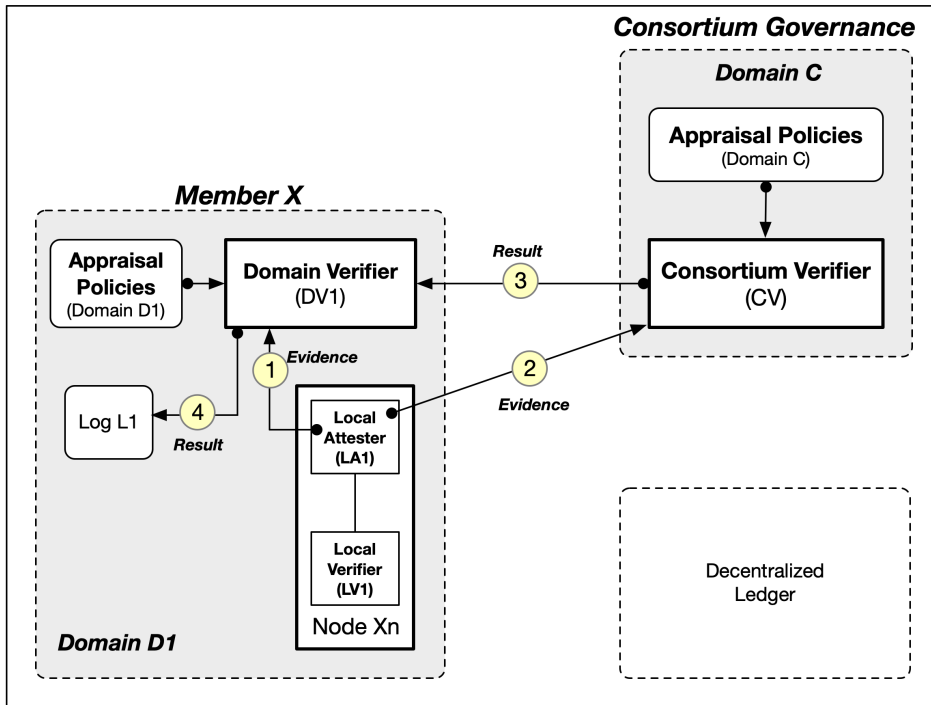 Consortium Governance
Domain C
Appraisal Policies
(Domain C)
Member X
Appraisal
Policies
(Domain D1)
Domain Verifier
(DV1)
Result
3
Consortium Verifier
(CV)
1
Evidence
2
Evidence
Log L1
4
Result
Local
Attester
(LA1)
Local
Verifier
(LV1)
Node Xn
Domain D1
Decentralized
Ledger